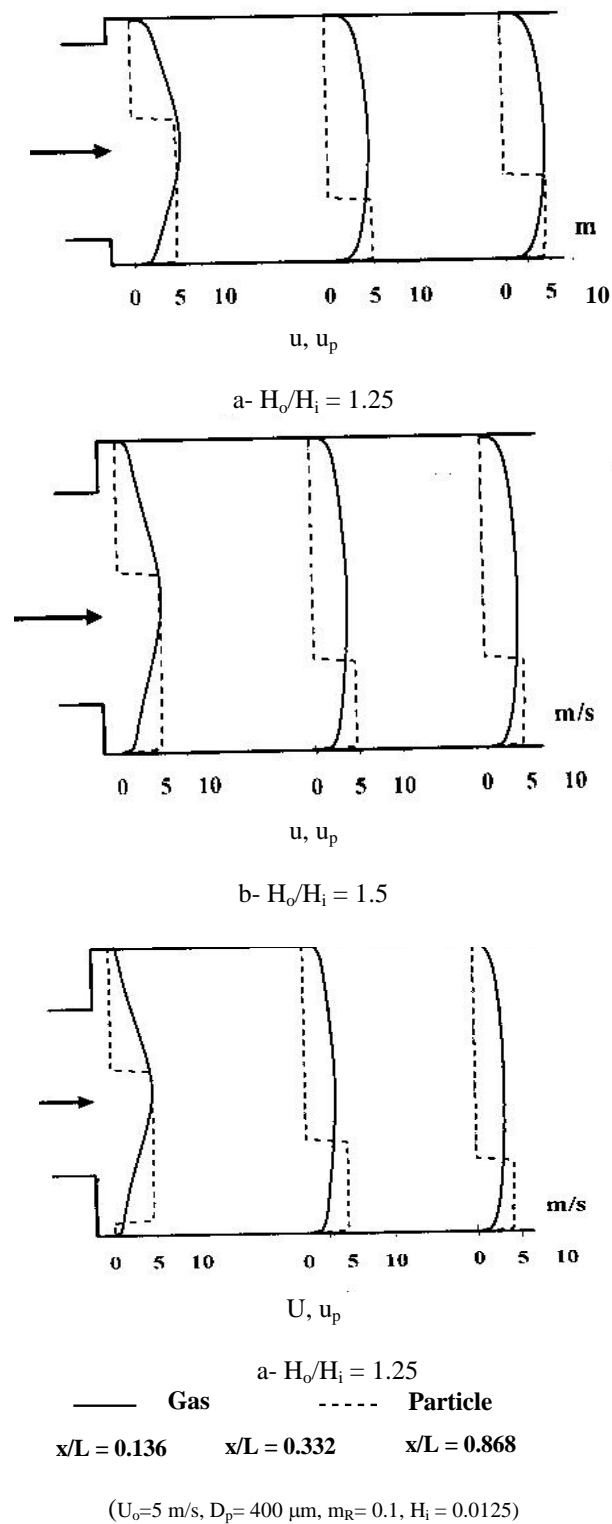 m
0 5 10 0 5 10 0 5 10
u, uₚ
a- Hₒ/Hᵢ = 1.25
m/s
0 5 10 0 5 10 0 5 10
u, uₚ
b- Hₒ/Hᵢ = 1.5
m/s
0 5 10 0 5 10 0 5 10
U, uₚ
a- Hₒ/Hᵢ = 1.25
Gas Particle
x/L = 0.136 x/L = 0.332 x/L = 0.868
(Uₒ=5 m/s, Dₚ= 400 μm, m_R= 0.1, Hᵢ = 0.0125)